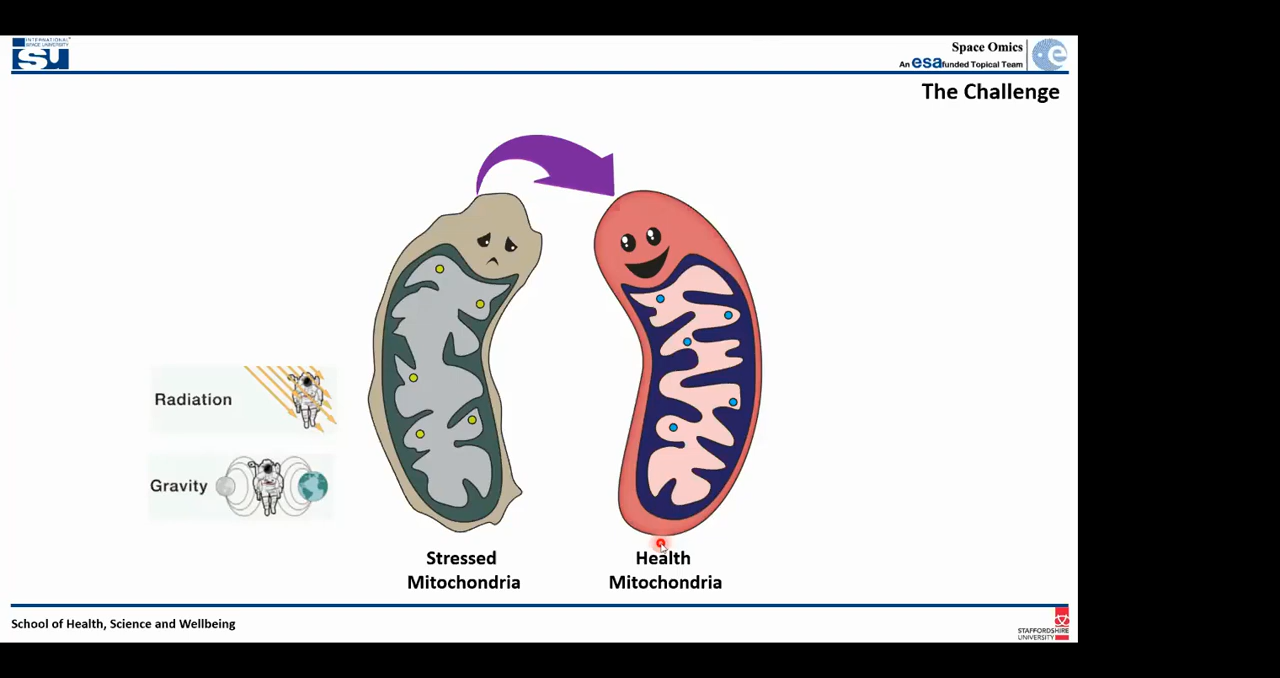 INTERNATIONAL
SPACE UNIVERSITY
ISU
Space Omics
An esa funded Topical Team
The Challenge
Radiation
Gravity
Stressed
Mitochondria
Health
Mitochondria
School of Health, Science and Wellbeing
STAFFORDSHIRE
UNIVERSITY